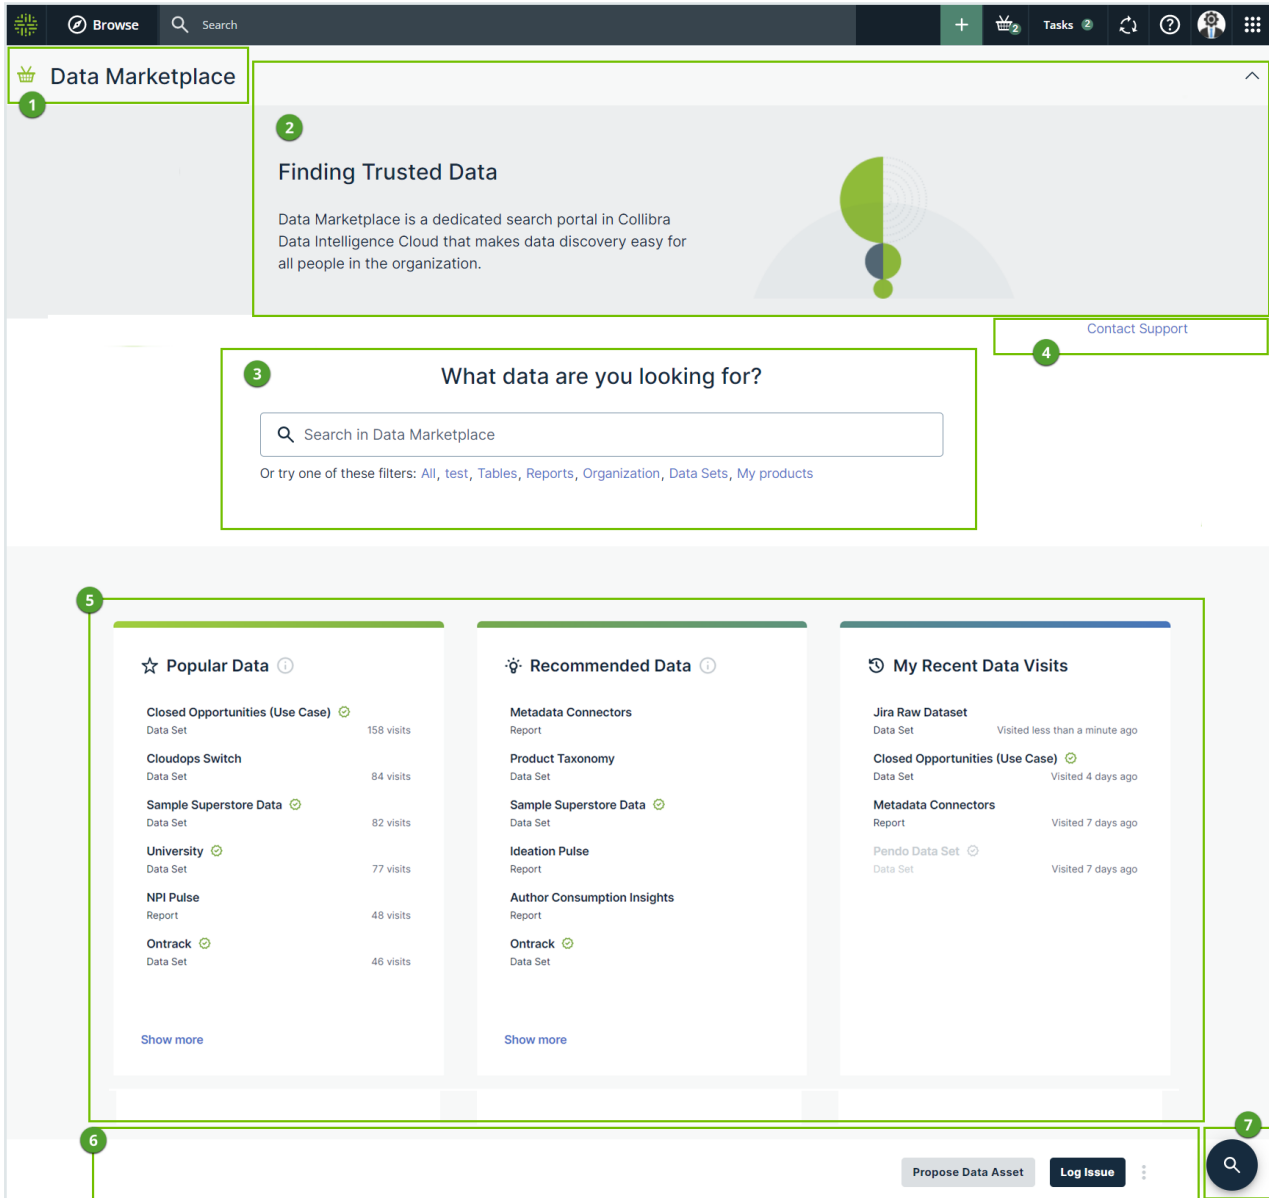 Browse
Search
2
Tasks 2
Data Marketplace
1
2
Finding Trusted Data
Data Marketplace is a dedicated search portal in Collibra
Data Intelligence Cloud that makes data discovery easy for
all people in the organization.
Contact Support
4
3
What data are you looking for?
Search in Data Marketplace
Or try one of these filters: All, test, Tables, Reports, Organization, Data Sets, My products
5
Popular Data
Closed Opportunities (Use Case)
Data Set 158 visits
Cloudops Switch
Data Set 84 visits
Sample Superstore Data
Data Set 82 visits
University
Data Set 77 visits
NPI Pulse
Report 48 visits
Ontrack
Data Set 46 visits
Show more
Recommended Data
Metadata Connectors
Report
Product Taxonomy
Data Set
Sample Superstore Data
Data Set
Ideation Pulse
Report
Author Consumption Insights
Report
Ontrack
Data Set
Show more
My Recent Data Visits
Jira Raw Dataset
Data Set Visited less than a minute ago
Closed Opportunities (Use Case)
Data Set Visited 4 days ago
Metadata Connectors
Report Visited 7 days ago
Pendo Data Set
Data Set Visited 7 days ago
6
7
Propose Data Asset
Log Issue